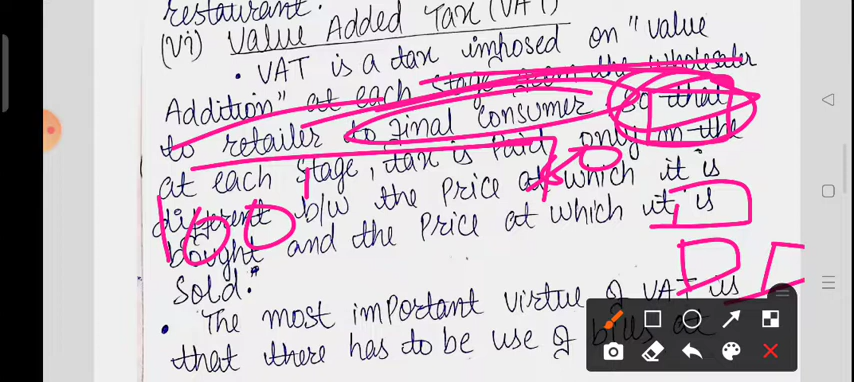 restaurant.
(vi) Value Added Tax (VAT)
• VAT is a tax imposed on "value
Addition" at each stage from the wholesaler
to retailer to final consumer so that
at each stage, tax is paid only on the
different b/w the price at which it is
bought and the price at which it is
sold."
• The most important virtue of VAT is
that there has to be use of bills at
100